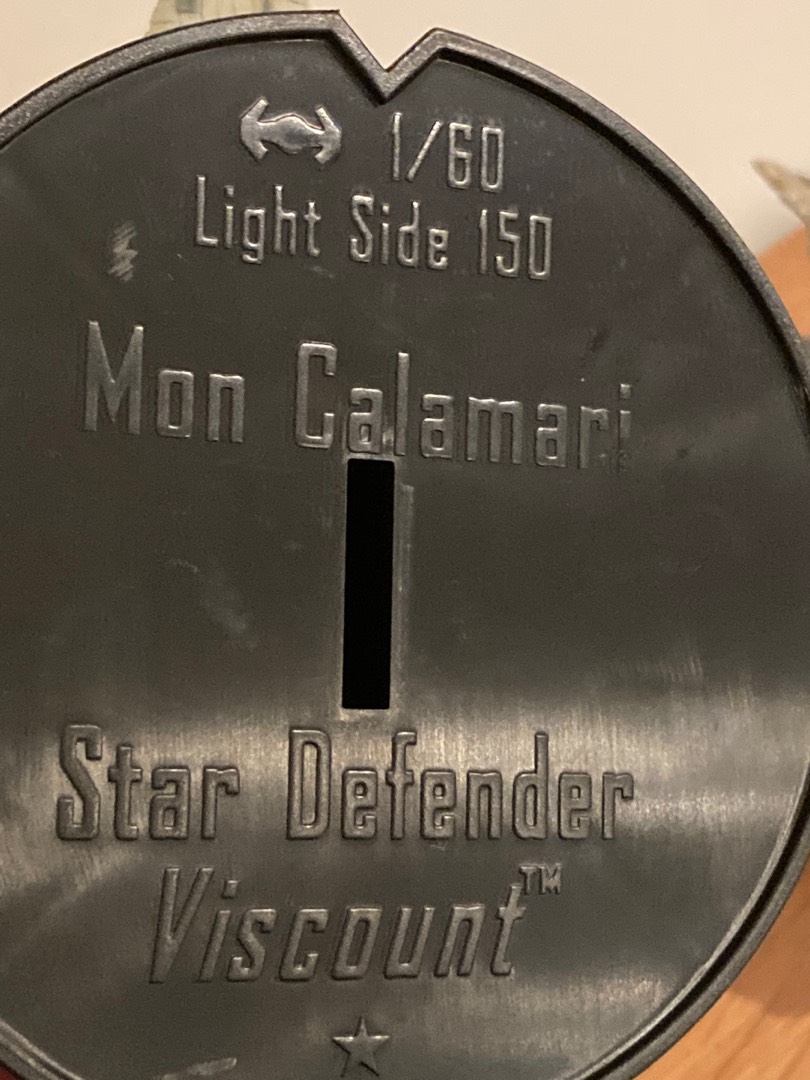 1/60
Light Side 150
Mon Calamari
Star Defender
Viscount™